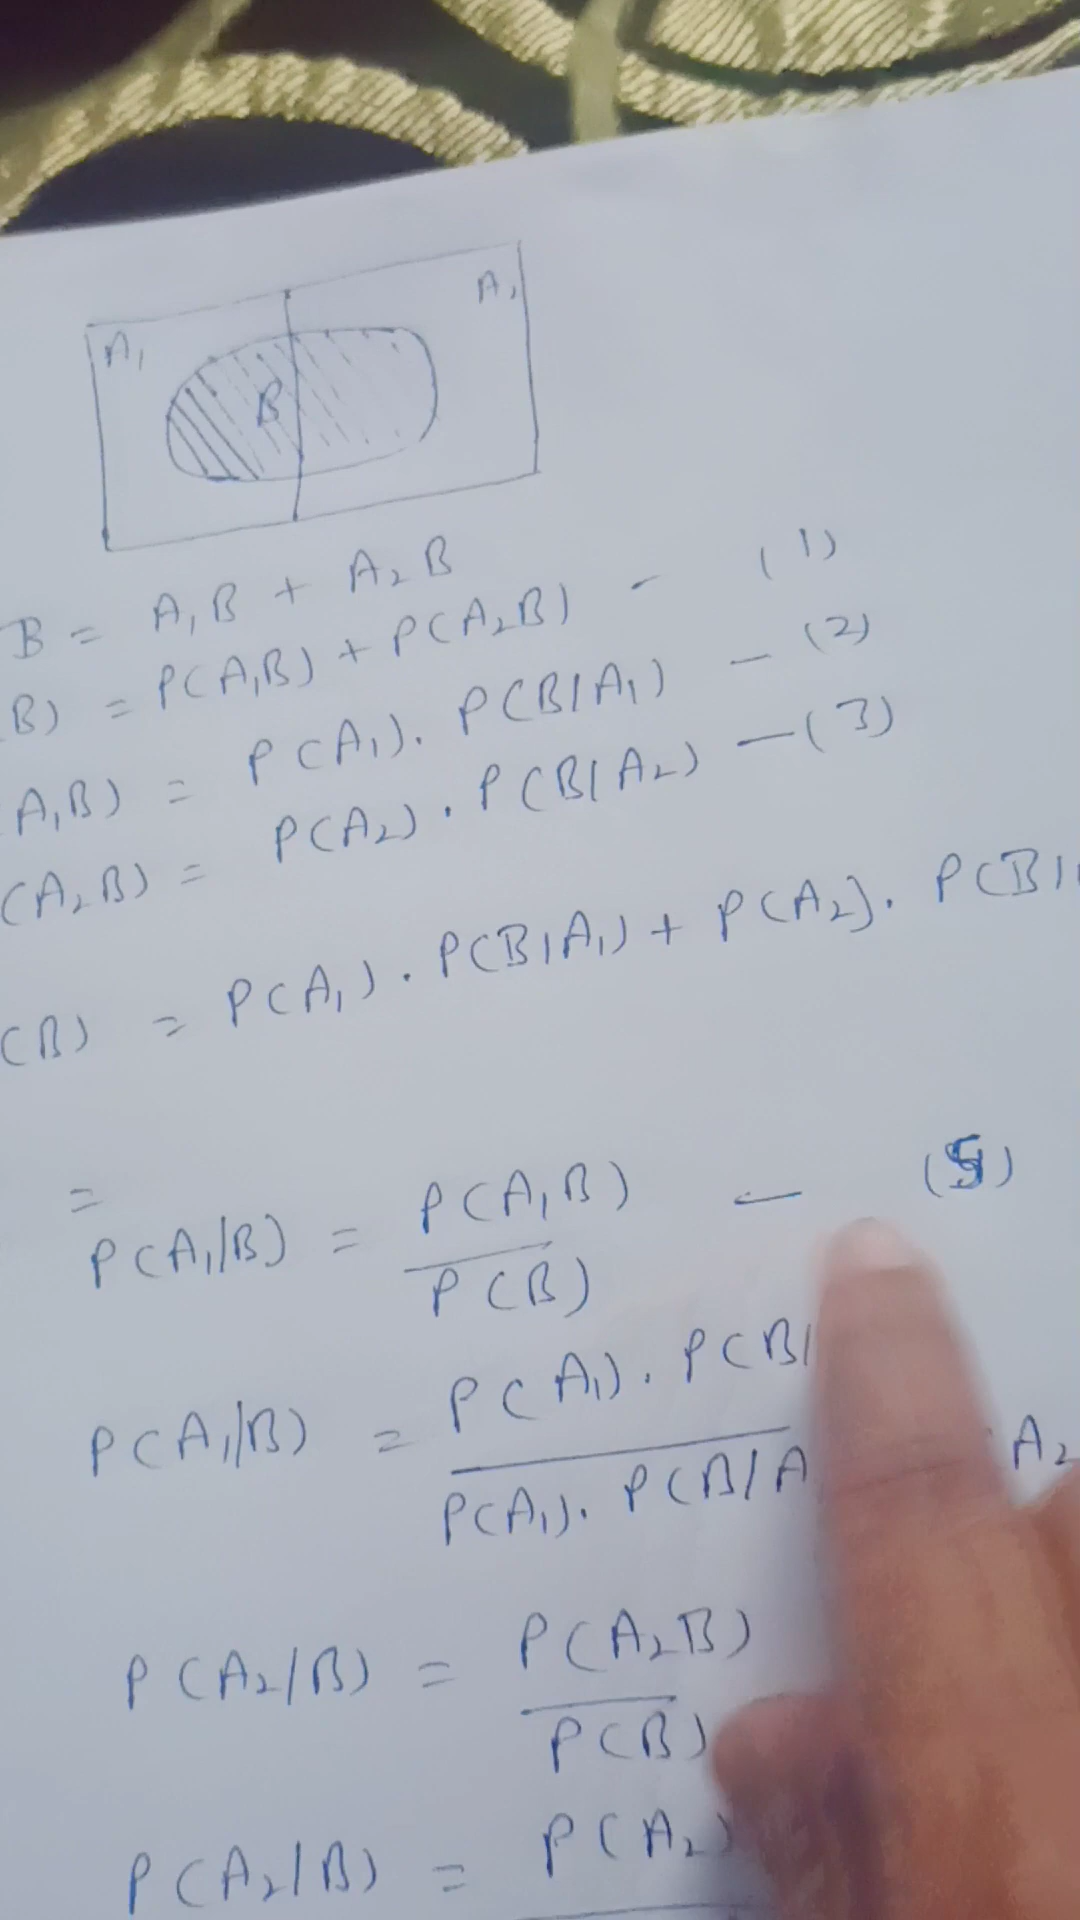 A1 A1
B
B = A1B + A2B
B) = P(A1B) + P(A2B) - (1)
A1B) = P(A1). P(B/A1) - (2)
(A2B) = P(A2). P(B/A2) - (3)
(B) = P(A1). P(B/A1) + P(A2). P(B/
=
P(A1/B) = P(A1B) - (5)
P(B)
P(A1/B) = P(A1). P(B/
P(A1). P(B/A A2
P(A2/B) = P(A2B)
P(B)
P(A2/B) = P(A2)